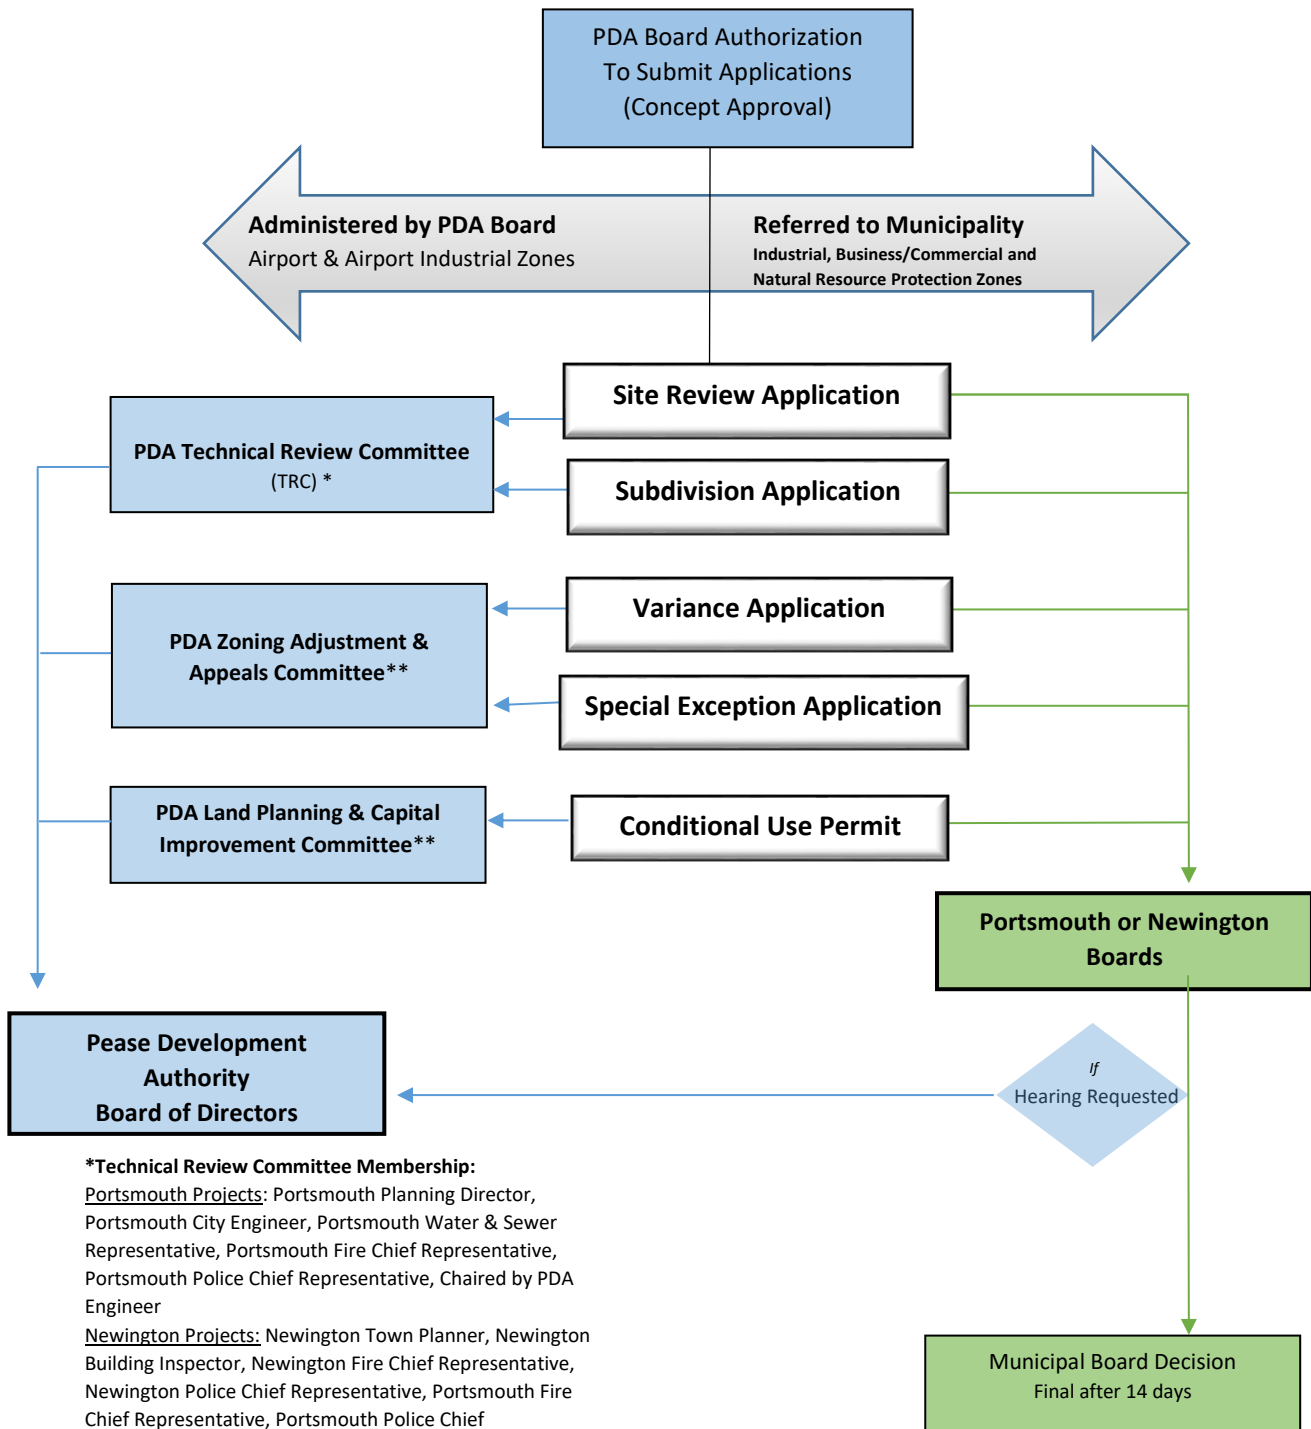 PDA Board Authorization
To Submit Applications
(Concept Approval)
Administered by PDA Board
Airport & Airport Industrial Zones
Referred to Municipality
Industrial, Business/Commercial and
Natural Resource Protection Zones
Site Review Application
PDA Technical Review Committee
(TRC) *
Subdivision Application
Variance Application
PDA Zoning Adjustment &
Appeals Committee**
Special Exception Application
PDA Land Planning & Capital
Improvement Committee**
Conditional Use Permit
Portsmouth or Newington
Boards
Pease Development
Authority
Board of Directors
If
Hearing Requested
*Technical Review Committee Membership:
Portsmouth Projects: Portsmouth Planning Director,
Portsmouth City Engineer, Portsmouth Water & Sewer
Representative, Portsmouth Fire Chief Representative,
Portsmouth Police Chief Representative, Chaired by PDA
Engineer
Newington Projects: Newington Town Planner, Newington
Building Inspector, Newington Fire Chief Representative,
Newington Police Chief Representative, Portsmouth Fire
Chief Representative, Portsmouth Police Chief
Municipal Board Decision
Final after 14 days